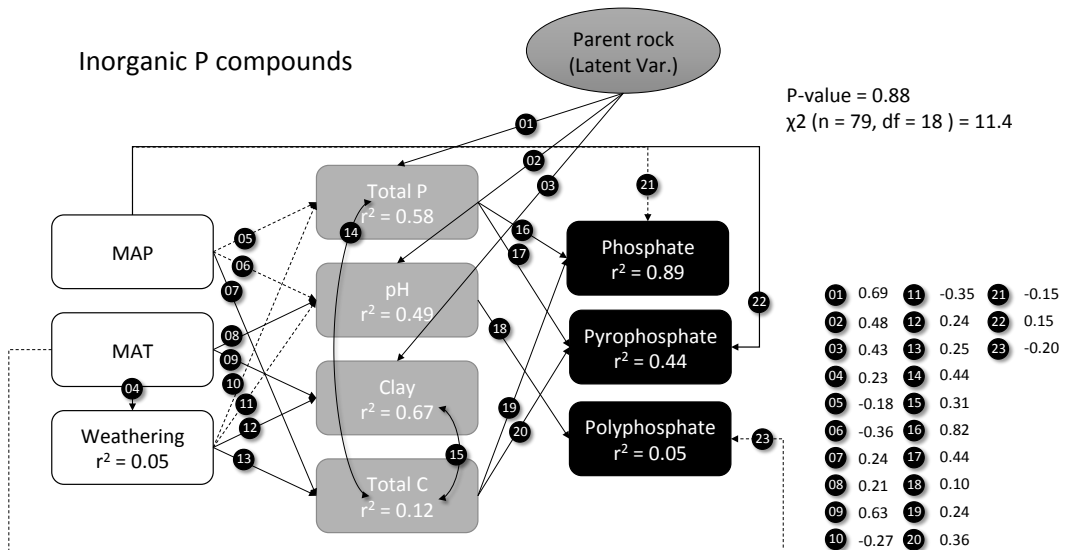 Inorganic P compounds
Parent rock
(Latent Var.)
P-value = 0.88
χ2 (n = 79, df = 18 ) = 11.4
01
02
03
21
Total P
r² = 0.58
14
16
17
MAP
05
06
07
Phosphate
r² = 0.89
pH
r² = 0.49
22
18
MAT
08
09
10
11
12
13
04
Weathering
r² = 0.05
Clay
r² = 0.67
15
Pyrophosphate
r² = 0.44
19
20
Polyphosphate
r² = 0.05
23
Total C
r² = 0.12
01 0.69 11 -0.35 21 -0.15
02 0.48 12 0.24 22 0.15
03 0.43 13 0.25 23 -0.20
04 0.23 14 0.44
05 -0.18 15 0.31
06 -0.36 16 0.82
07 0.24 17 0.44
08 0.21 18 0.10
09 0.63 19 0.24
10 -0.27 20 0.36